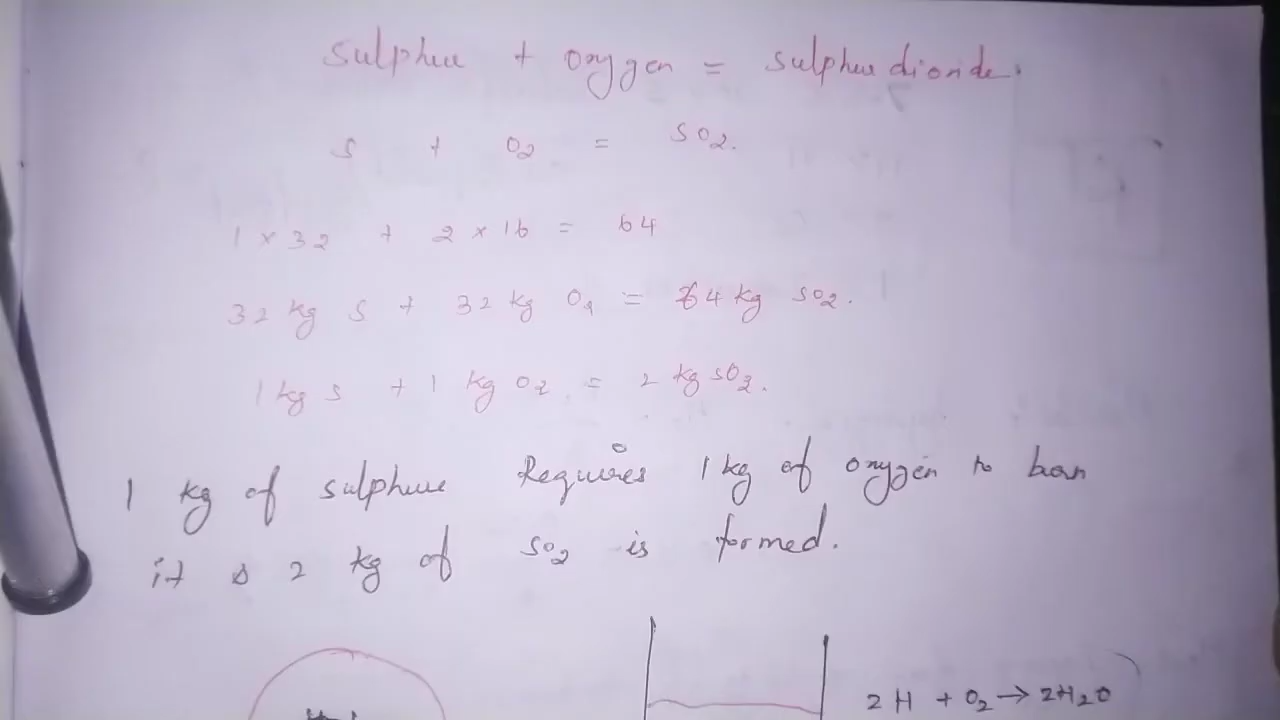 Sulphur + oxygen = sulphur dioxide.
S + O2 = SO2.
1 x 32 + 2 x 16 = 64
32 kg S + 32 kg O2 = 64 kg SO2.
1 kg S + 1 kg O2 = 2 kg SO2.
1 kg of sulphur Requires 1 kg of oxygen to burn
it & 2 kg of SO2 is formed.
2H + O2 → 2H2O